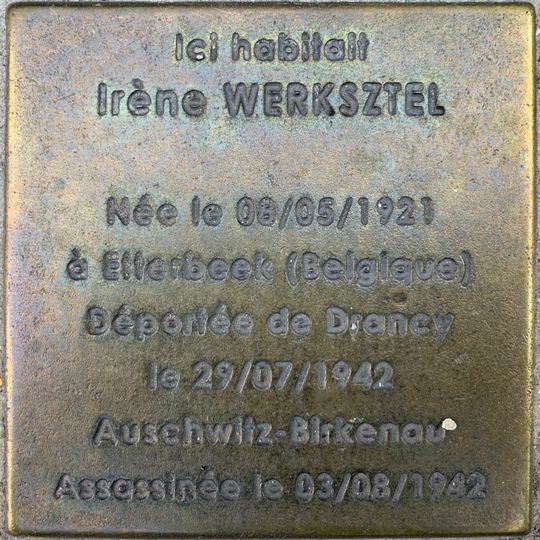 Ici habitait
Irène WERKSZTEL
Née le 08/05/1921
à Etterbeek (Belgique)
Déportée de Drancy
le 29/07/1942
Auschwitz-Birkenau
Assassinée le 03/08/1942